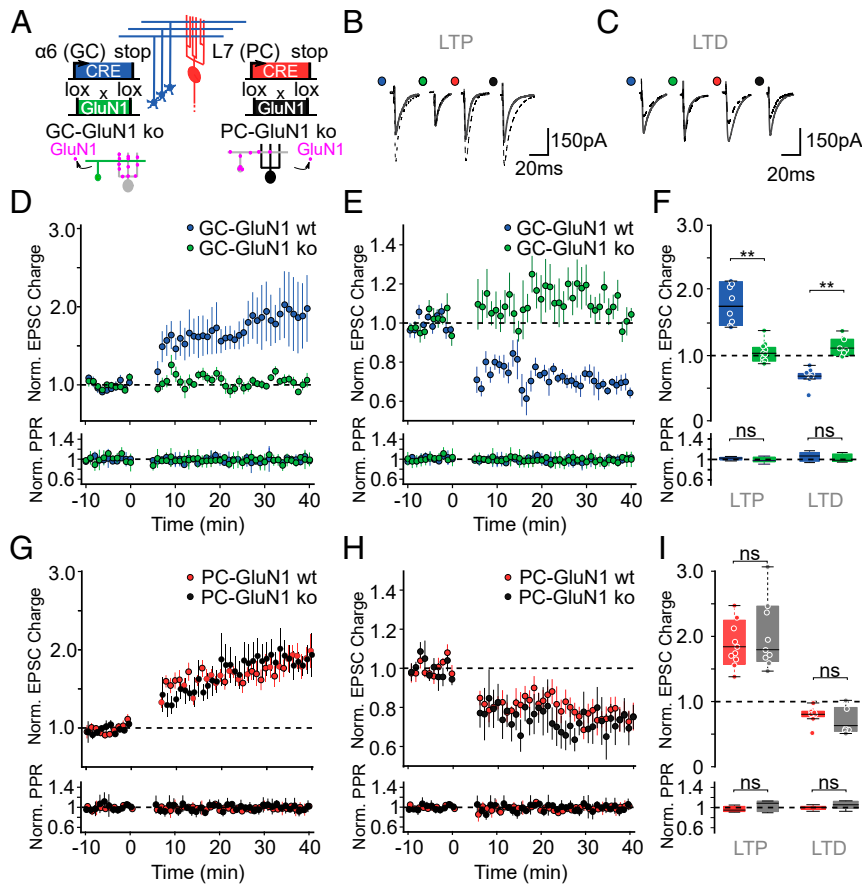 A
α6 (GC) stop
CRE
lox x lox
GluN1
GC-GluN1 ko
GluN1
L7 (PC) stop
CRE
lox x lox
GluN1
PC-GluN1 ko
GluN1
B
LTP
150pA
20ms
C
LTD
150pA
20ms
D
GC-GluN1 wt
GC-GluN1 ko
Norm. EPSC Charge
3.0
2.0
1.0
Norm. PPR
1.4
1
0.6
-10 0 10 20 30 40
Time (min)
E
GC-GluN1 wt
GC-GluN1 ko
Norm. EPSC Charge
1.4
1.2
1.0
0.8
0.6
Norm. PPR
1.4
1
0.6
-10 0 10 20 30 40
Time (min)
F
Norm. EPSC Charge
3.0
2.0
1.0
0
**
**
Norm. PPR
1.4
1
0.6
ns
ns
LTP LTD
G
PC-GluN1 wt
PC-GluN1 ko
Norm. EPSC Charge
3.0
2.0
1.0
Norm. PPR
1.4
1
0.6
-10 0 10 20 30 40
Time (min)
H
PC-GluN1 wt
PC-GluN1 ko
Norm. EPSC Charge
1.4
1.2
1.0
0.8
0.6
Norm. PPR
1.4
1
0.6
-10 0 10 20 30 40
Time (min)
I
Norm. EPSC Charge
3.0
2.0
1.0
0
ns
ns
Norm. PPR
1.4
1
0.6
ns
ns
LTP LTD